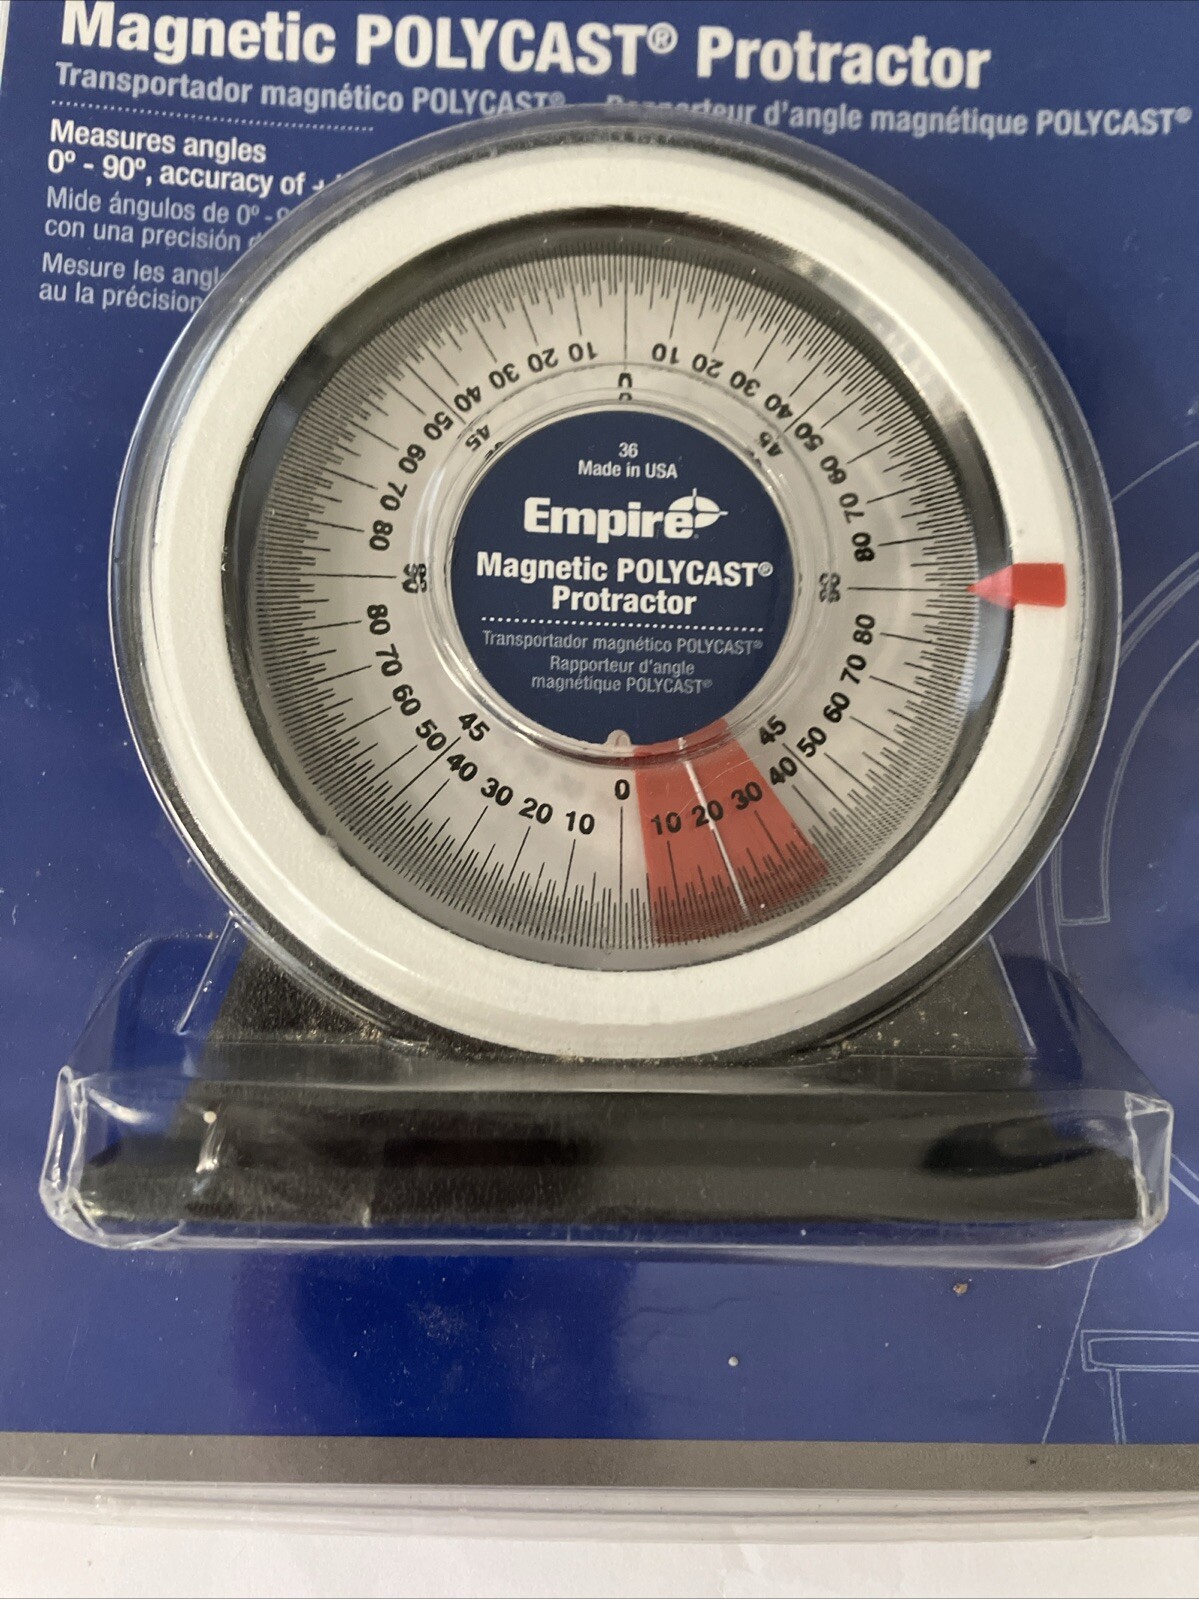 Magnetic POLYCAST® Protractor
Transportador magnético POLYCAST® d'angle magnétique POLYCAST®
Measures angles
0º - 90º, accuracy of
Mide ángulos de 0º -
con una precisión
Mesure les
au la précision
10 10
20 20
30 30
40 40
50 50
60 60
70 70
80 80
45 45
0
36
Made in USA
Empire
Magnetic POLYCAST®
Protractor
Transportador magnético POLYCAST®
Rapporteur d'angle
magnétique POLYCAST®
90 90
80 80
70 70
60 60
50 50
45 45
40 40
30 30
20 20
10 10
0